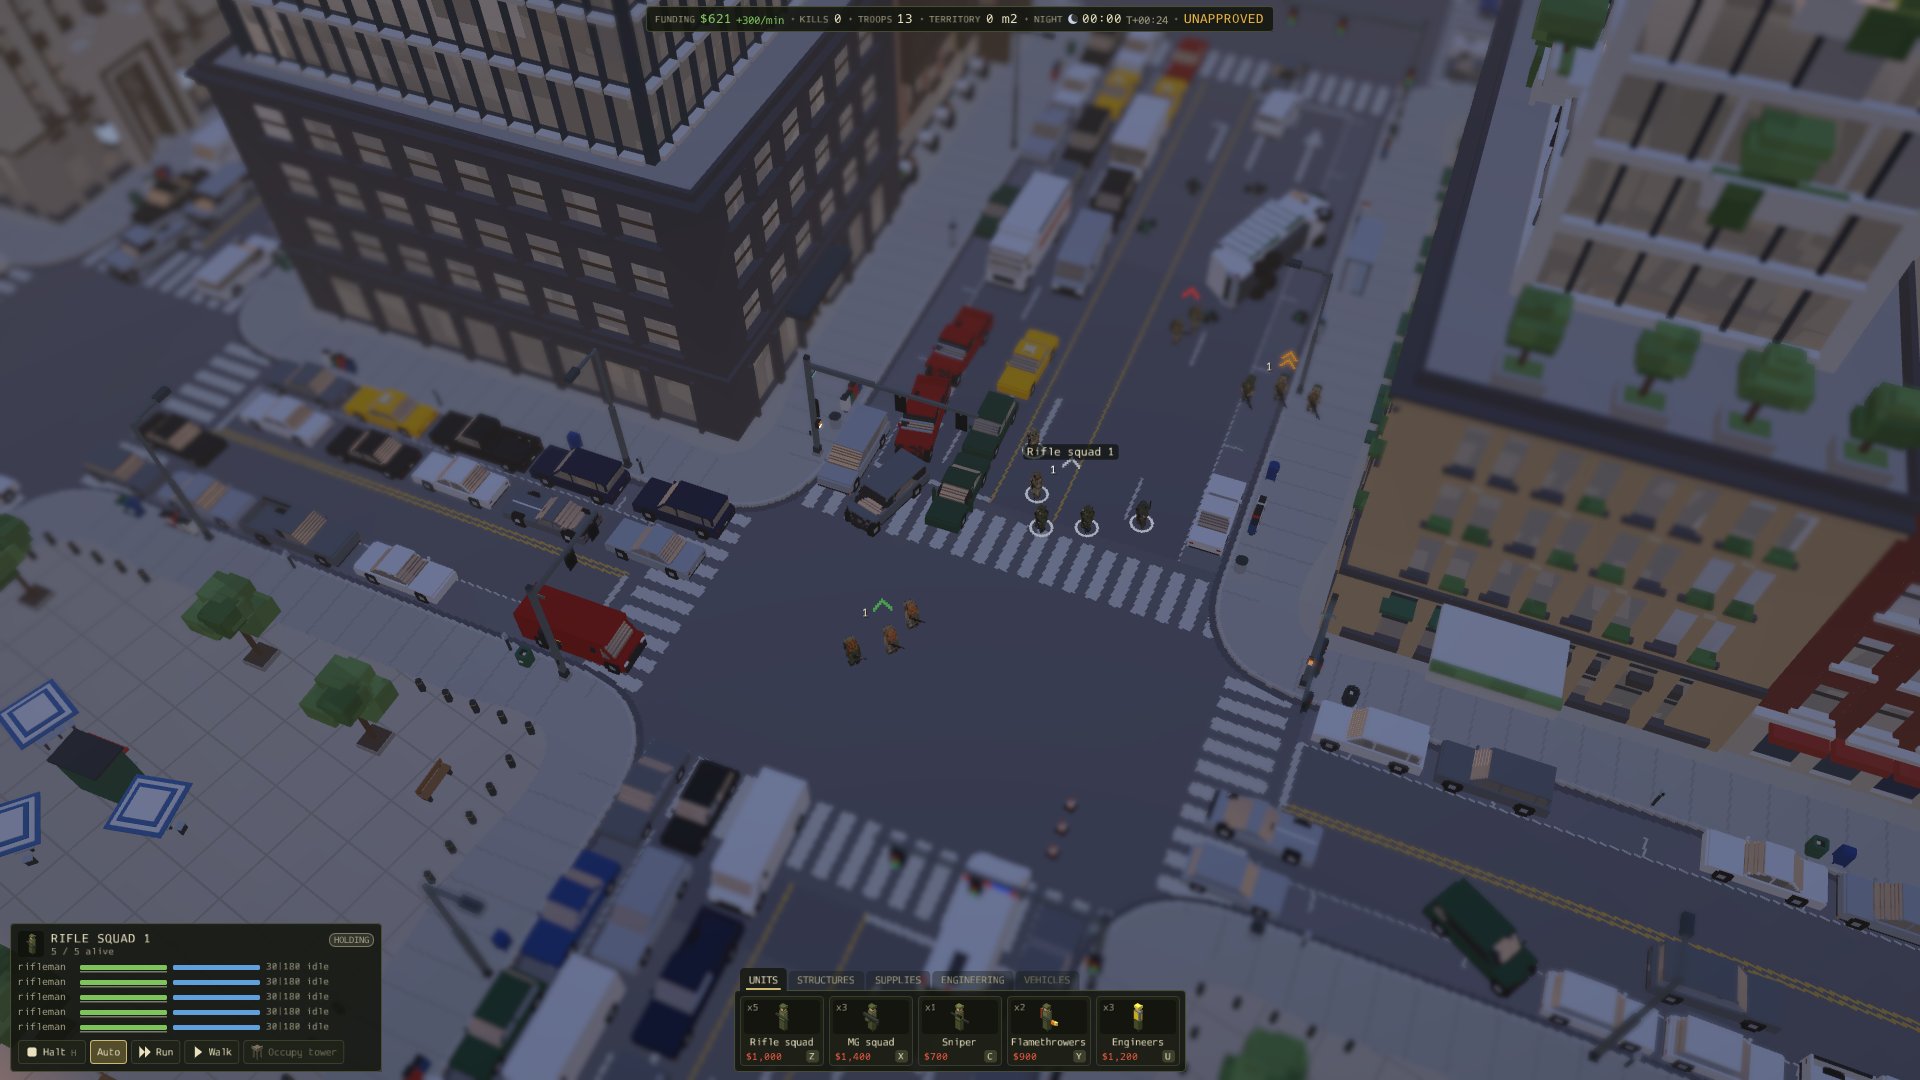 FUNDING $621 +300/min · KILLS 0 · TROOPS 13 · TERRITORY 0 m2 · NIGHT 00:00 T+00:24 · UNAPPROVED
1
Rifle squad 1
1
1
RIFLE SQUAD 1 HOLDING
5 / 5 alive
rifleman 30|180 idle
rifleman 30|180 idle
rifleman 30|180 idle
rifleman 30|180 idle
rifleman 30|180 idle
Halt H Auto Run Walk Occupy tower
UNITS STRUCTURES SUPPLIES ENGINEERING VEHICLES
x5 x3 x1 x2 x3
Rifle squad MG squad Sniper Flamethrowers Engineers
$1,000 Z $1,400 X $700 C $900 Y $1,200 U